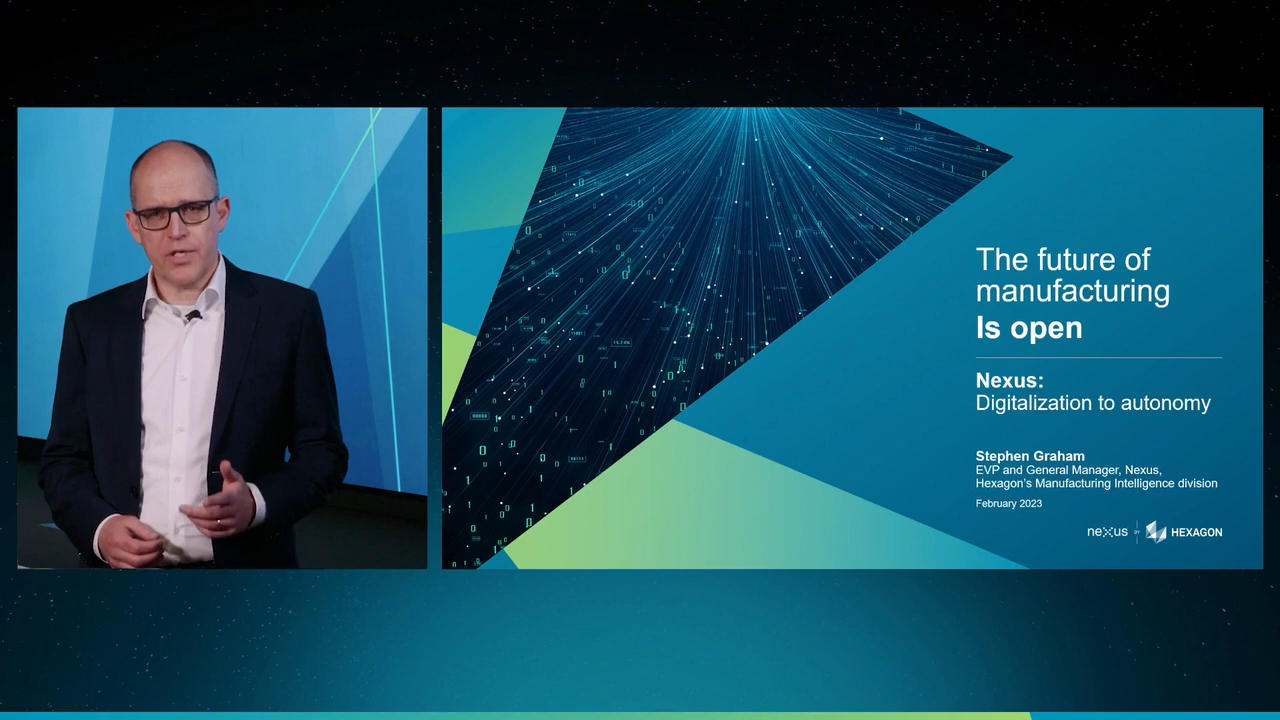 The future of
manufacturing
Is open
Nexus:
Digitalization to autonomy
Stephen Graham
EVP and General Manager, Nexus,
Hexagon's Manufacturing Intelligence division
February 2023
nexus BY HEXAGON